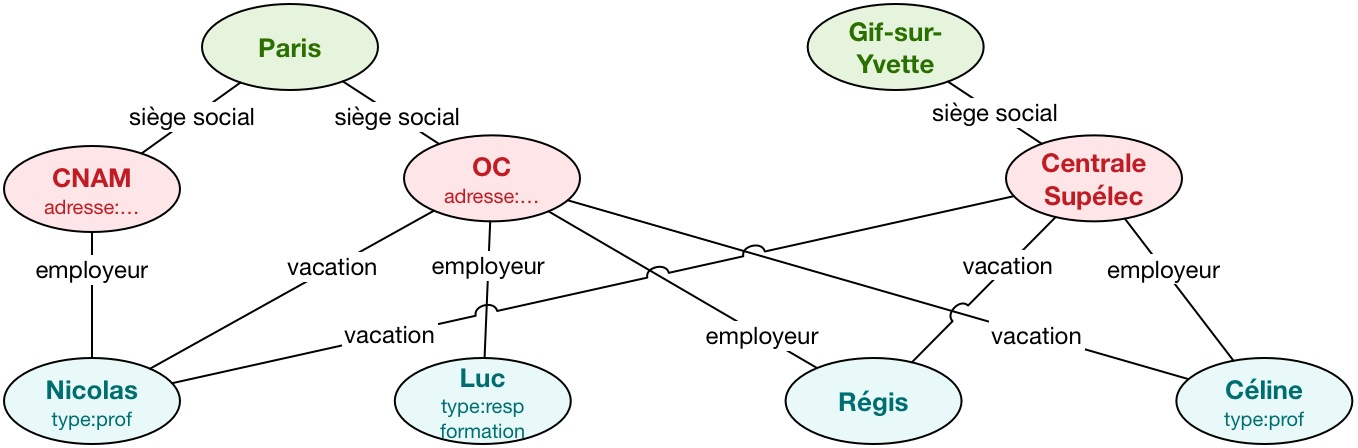 Paris
Gif-sur-
Yvette
siège social
siège social
siège social
CNAM
adresse:...
OC
adresse:...
Centrale
Supélec
employeur
vacation
employeur
vacation
employeur
vacation
employeur
vacation
Nicolas
type:prof
Luc
type:resp
formation
Régis
Céline
type:prof